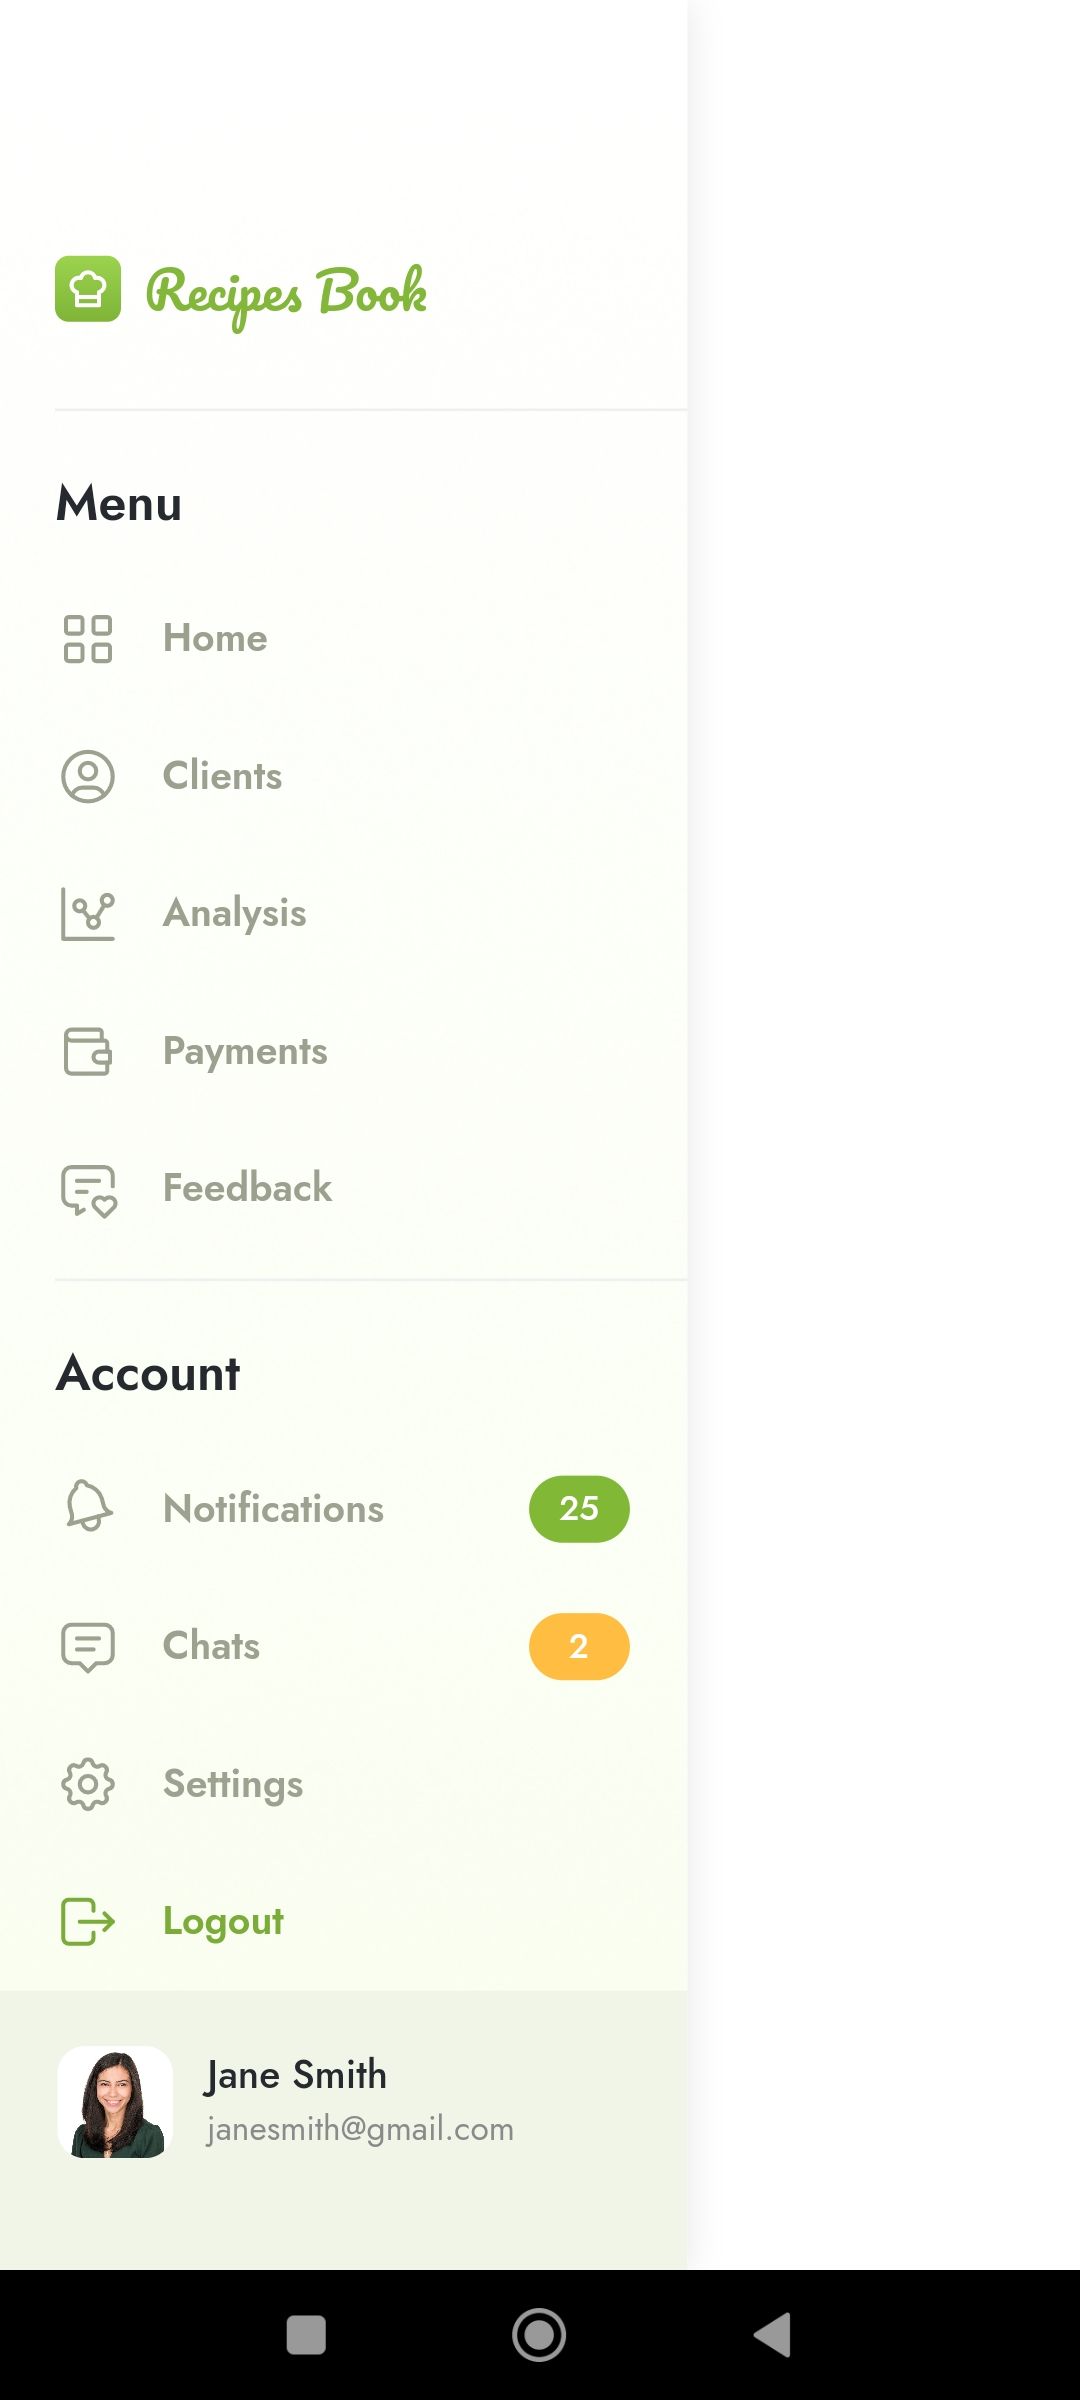 Recipes Book
Menu
Home
Clients
Analysis
Payments
Feedback
Account
Notifications 25
Chats 2
Settings
Logout
Jane Smith
janesmith@gmail.com